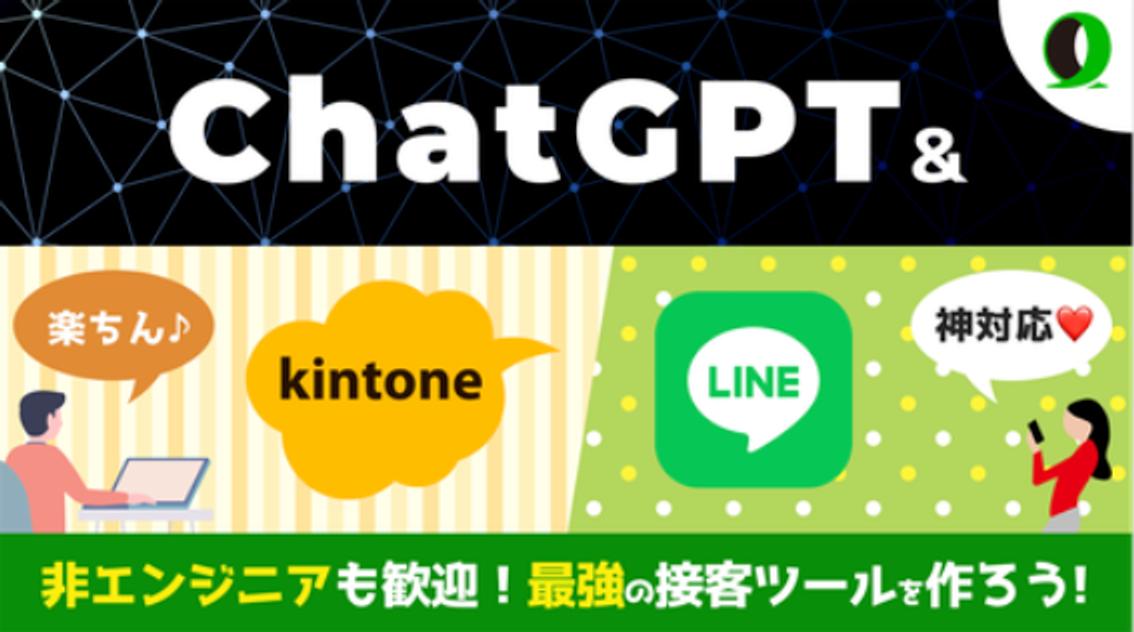 ChatGPT &
楽ちん♪
kintone
LINE
神対応❤️
非エンジニアも歓迎！最強の接客ツールを作ろう!